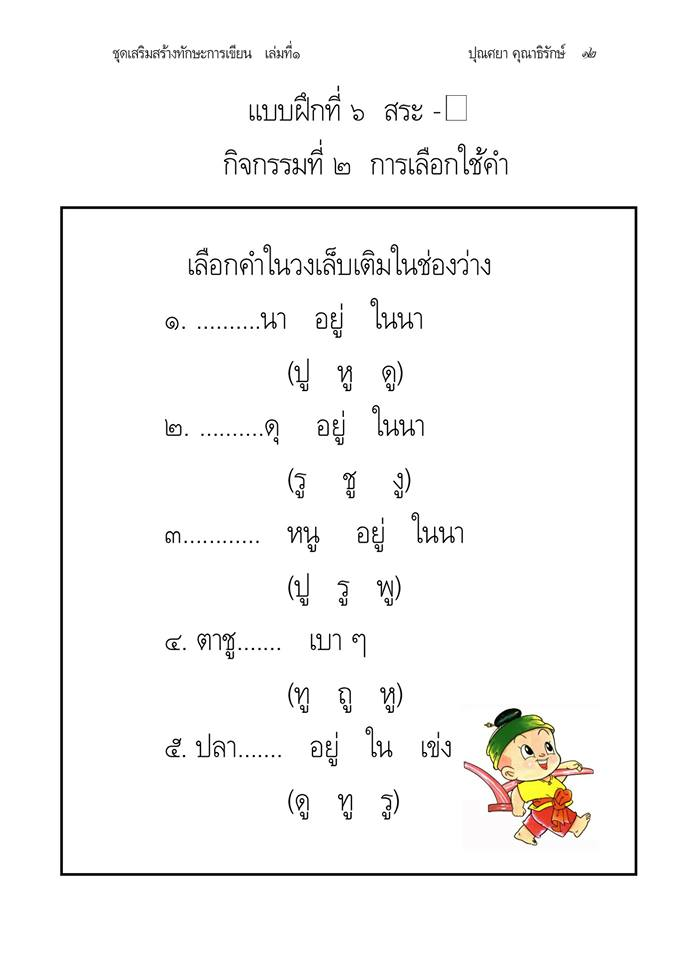 ชุดเสริมสร้างทักษะการเขียน เล่มที่๑ ปุณศยา คุณาธิรักษ์ ๗๒
แบบฝึกที่ ๖ สระ -□
กิจกรรมที่ ๒ การเลือกใช้คำ
เลือกคำในวงเล็บเติมในช่องว่าง
๑. ..........นา อยู่ ในนา
(ปู หู ดู)
๒. ..........ดุ อยู่ ในนา
(รู ชู งู)
๓............ หนู อยู่ ในนา
(ปู รู พู)
๔. ตาชู....... เบา ๆ
(ทู ถู หู)
๕. ปลา....... อยู่ ใน เข่ง
(ดู ทู รู)